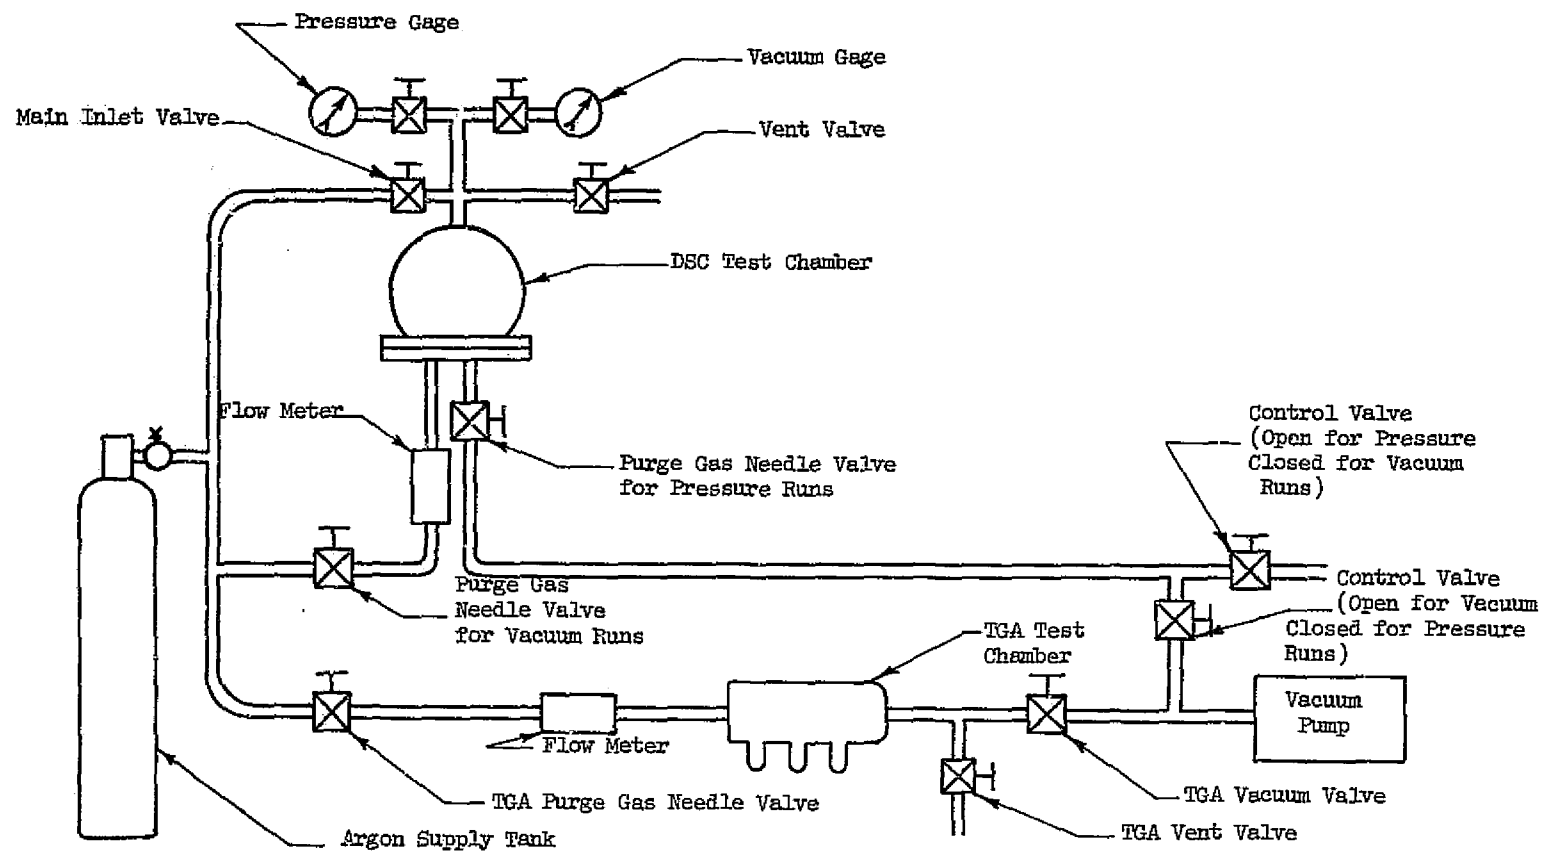 Pressure Gage
Vacuum Gage
Main Inlet Valve
Vent Valve
DSC Test Chamber
Flow Meter
Purge Gas Needle Valve
for Pressure Runs
Control Valve
(Open for Pressure
Closed for Vacuum
Runs)
Purge Gas
Needle Valve
for Vacuum Runs
Control Valve
(Open for Vacuum
Closed for Pressure
Runs)
TGA Test
Chamber
Vacuum
Pump
Flow Meter
TGA Purge Gas Needle Valve
TGA Vacuum Valve
TGA Vent Valve
Argon Supply Tank